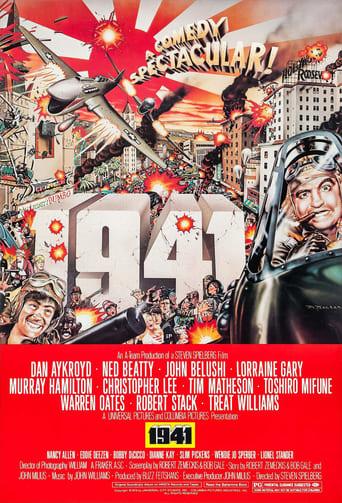 A COMEDY
SPECTACULAR!
1941
An A-Team Production of a STEVEN SPIELBERG Film
DAN AYKROYD · NED BEATTY · JOHN BELUSHI · LORRAINE GARY
MURRAY HAMILTON · CHRISTOPHER LEE · TIM MATHESON · TOSHIRO MIFUNE
WARREN OATES · ROBERT STACK · TREAT WILLIAMS
A UNIVERSAL PICTURES and COLUMBIA PICTURES Presentation
1941
NANCY ALLEN · EDDIE DEEZEN · BOBBY DiCICCO · DIANNE KAY · SLIM PICKENS · WENDIE JO SPERBER · LIONEL STANDER
Director of Photography WILLIAM A. FRAKER, A.S.C. · Screenplay by ROBERT ZEMECKIS & BOB GALE · Story by ROBERT ZEMECKIS & BOB GALE and JOHN MILIUS
Music by JOHN WILLIAMS · Produced by BUZZ FEITSHANS · Executive Producer JOHN MILIUS · Directed by STEVEN SPIELBERG
PG PARENTAL GUIDANCE SUGGESTED